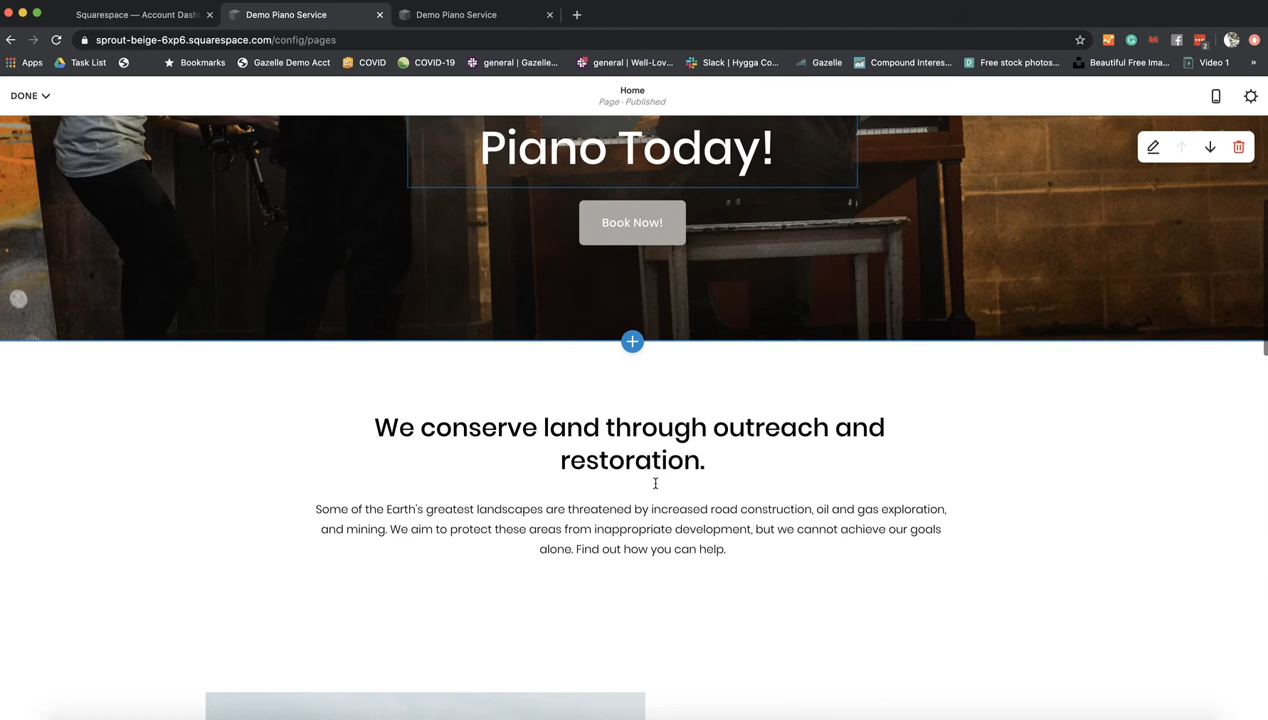 Squarespace — Account Dash
Demo Piano Service
Demo Piano Service
sprout-beige-6xp6.squarespace.com/config/pages
Apps
Task List
Bookmarks
Gazelle Demo Acct
COVID
COVID-19
general | Gazelle...
general | Well-Lov...
Slack | Hygga Co...
Gazelle
Compound Interes...
Free stock photos...
Beautiful Free Ima...
Video 1
»
2
DONE
Home
Page · Published
Piano Today!
Book Now!
We conserve land through outreach and
restoration.
Some of the Earth's greatest landscapes are threatened by increased road construction, oil and gas exploration,
and mining. We aim to protect these areas from inappropriate development, but we cannot achieve our goals
alone. Find out how you can help.